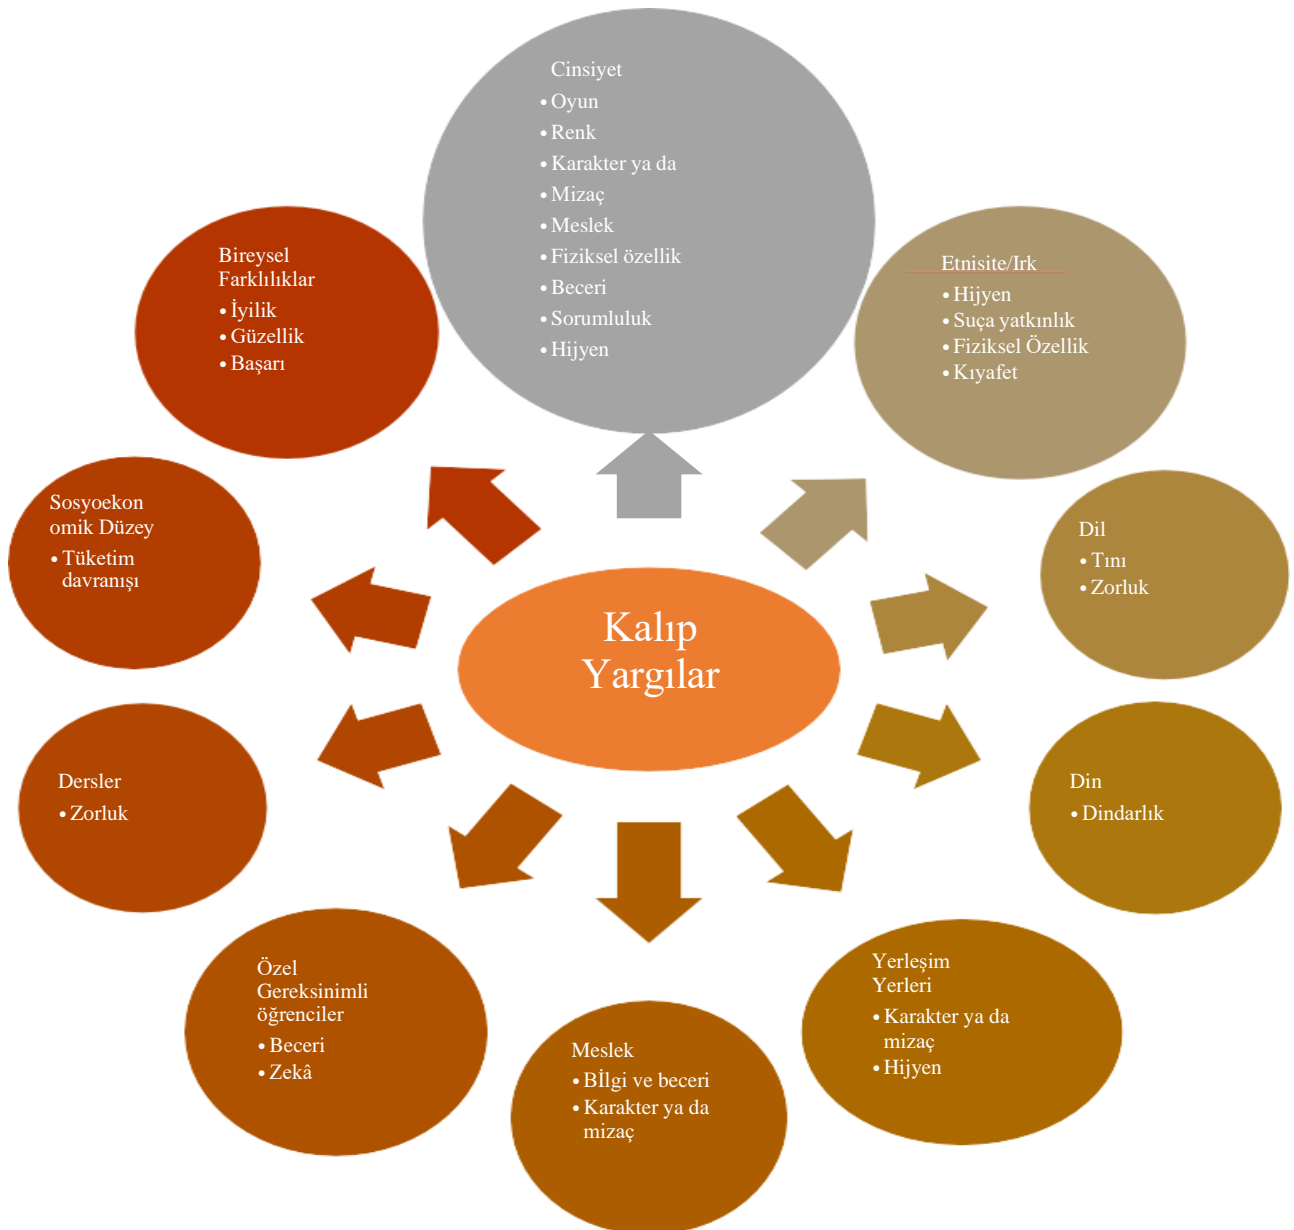 Cinsiyet
• Oyun
• Renk
• Karakter ya da
• Mizaç
• Meslek
• Fiziksel özellik
• Beceri
• Sorumluluk
• Hijyen
Etnisite/Irk
• Hijyen
• Suça yatkınlık
• Fiziksel Özellik
• Kıyafet
Dil
• Tını
• Zorluk
Din
• Dindarlık
Yerleşim
Yerleri
• Karakter ya da
mizaç
• Hijyen
Meslek
• Bİlgi ve beceri
• Karakter ya da
mizaç
Özel
Gereksinimli
öğrenciler
• Beceri
• Zekâ
Dersler
• Zorluk
Sosyoekon
omik Düzey
• Tüketim
davranışı
Bireysel
Farklılıklar
• İyilik
• Güzellik
• Başarı
Kalıp
Yargılar